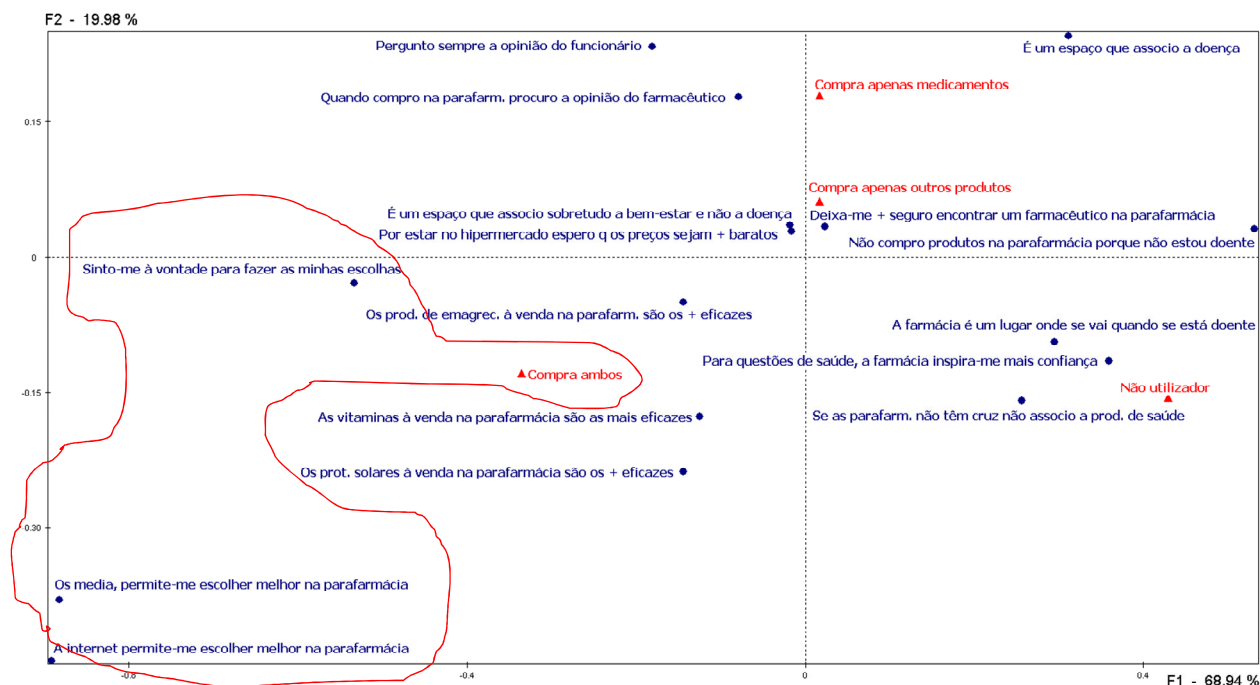 F2 - 19.98 %
Pergunto sempre a opinião do funcionário
É um espaço que associo a doença
Compra apenas medicamentos
Quando compro na parafarm. procuro a opinião do farmacêutico
0.15
Compra apenas outros produtos
É um espaço que associo sobretudo a bem-estar e não a doença
Deixa-me + seguro encontrar um farmacêutico na parafarmácia
Por estar no hipermercado espero q os preços sejam + baratos
Não compro produtos na parafarmácia porque não estou doente
0
Sinto-me à vontade para fazer as minhas escolhas
Os prod. de emagrec. à venda na parafarm. são os + eficazes
A farmácia é um lugar onde se vai quando se está doente
Para questões de saúde, a farmácia inspira-me mais confiança
Compra ambos
Não utilizador
-0.15
As vitaminas à venda na parafarmácia são as mais eficazes
Se as parafarm. não têm cruz não associo a prod. de saúde
Os prot. solares à venda na parafarmácia são os + eficazes
0.30
Os media, permite-me escolher melhor na parafarmácia
A internet permite-me escolher melhor na parafarmácia
-0.6
-0.4
0
0.4
F1 - 68.94 %